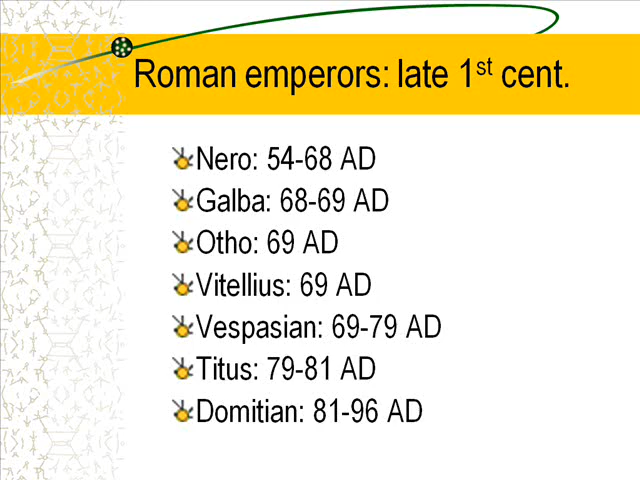 Roman emperors: late 1st cent.
Nero: 54-68 AD
Galba: 68-69 AD
Otho: 69 AD
Vitellius: 69 AD
Vespasian: 69-79 AD
Titus: 79-81 AD
Domitian: 81-96 AD